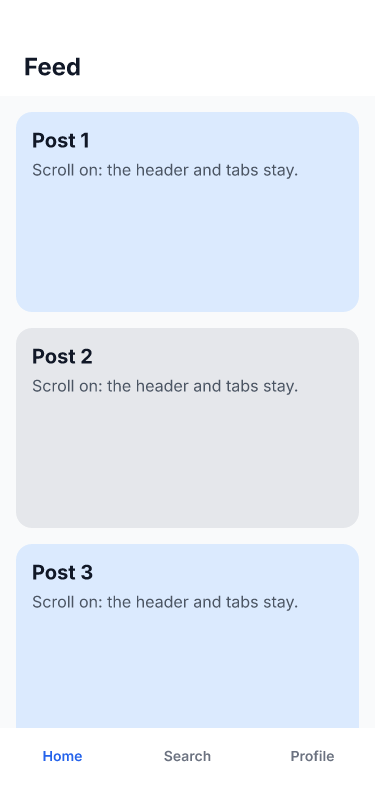 Feed
Post 1
Scroll on: the header and tabs stay.
Post 2
Scroll on: the header and tabs stay.
Post 3
Scroll on: the header and tabs stay.
Home Search Profile